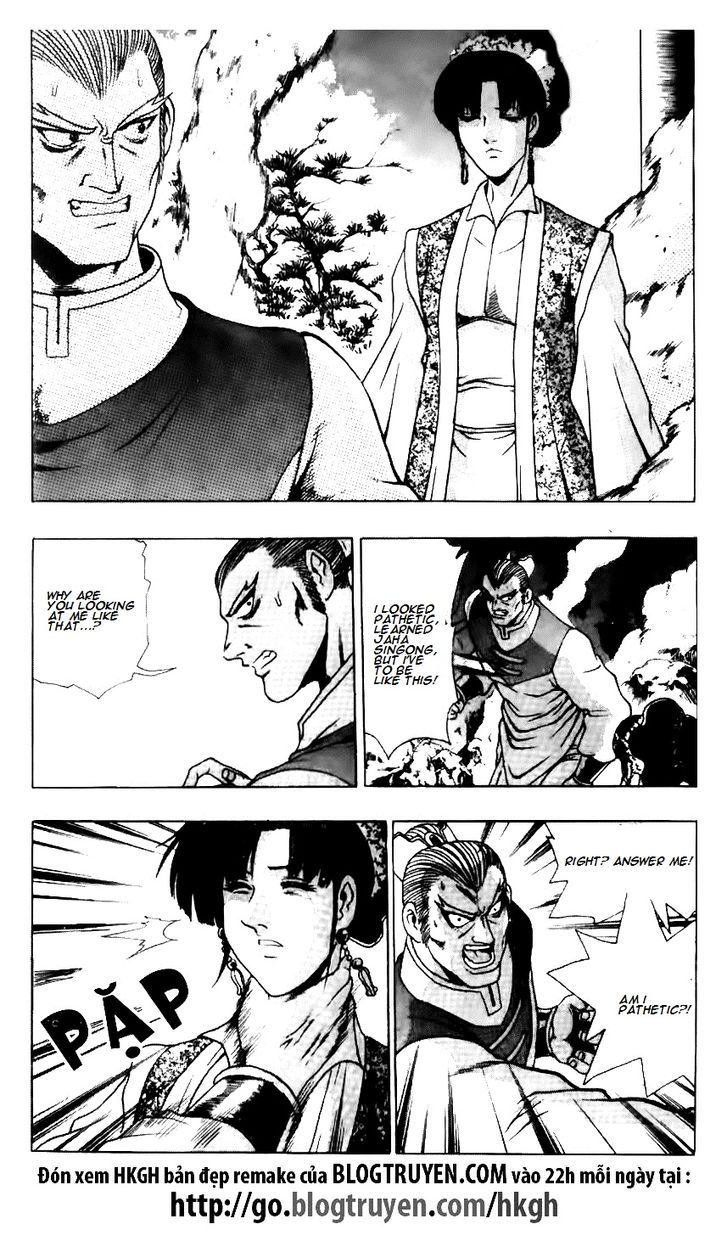 WHY ARE
YOU LOOKING
AT ME LIKE
THAT...?
I LOOKED
PATHETIC,
LEARNED
JAHA
SINGONG,
BUT I'VE
TO BE
LIKE THIS!
PẶP
RIGHT? ANSWER ME!
AM I
PATHETIC?!
Đón xem HKGH bản đẹp remake của BLOGTRUYEN.COM vào 22h mỗi ngày tại :
http://go.blogtruyen.com/hkgh